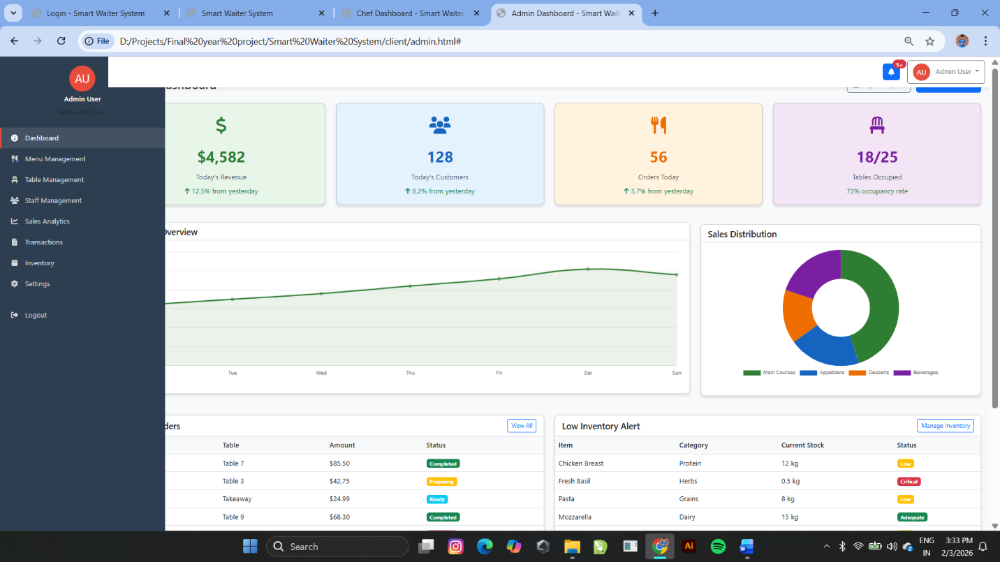 Login - Smart Waiter System
Smart Waiter System
Chef Dashboard - Smart Waiter
Admin Dashboard - Smart Wait
File D:/Projects/Final%20year%20project/Smart%20Waiter%20System/client/admin.html#
AU
Admin User
Restaurant Owner
Dashboard
Menu Management
Table Management
Staff Management
Sales Analytics
Transactions
Inventory
Settings
Logout
5+
AU Admin User
$4,582
Today's Revenue
12.5% from yesterday
128
Today's Customers
8.2% from yesterday
56
Orders Today
5.7% from yesterday
18/25
Tables Occupied
72% occupancy rate
Overview
Tue Wed Thu Fri Sat Sun
Sales Distribution
Main Courses Appetizers Desserts Beverages
ders View All
Table Amount Status
Table 7 $85.50 Completed
Table 3 $42.75 Preparing
Takeaway $24.99 Ready
Table 9 $68.30 Completed
Low Inventory Alert Manage Inventory
Item Category Current Stock Status
Chicken Breast Protein 12 kg Low
Fresh Basil Herbs 0.5 kg Critical
Pasta Grains 8 kg Low
Mozzarella Dairy 15 kg Adequate
Search
Ai
W
ENG
IN
3:33 PM
2/3/2026